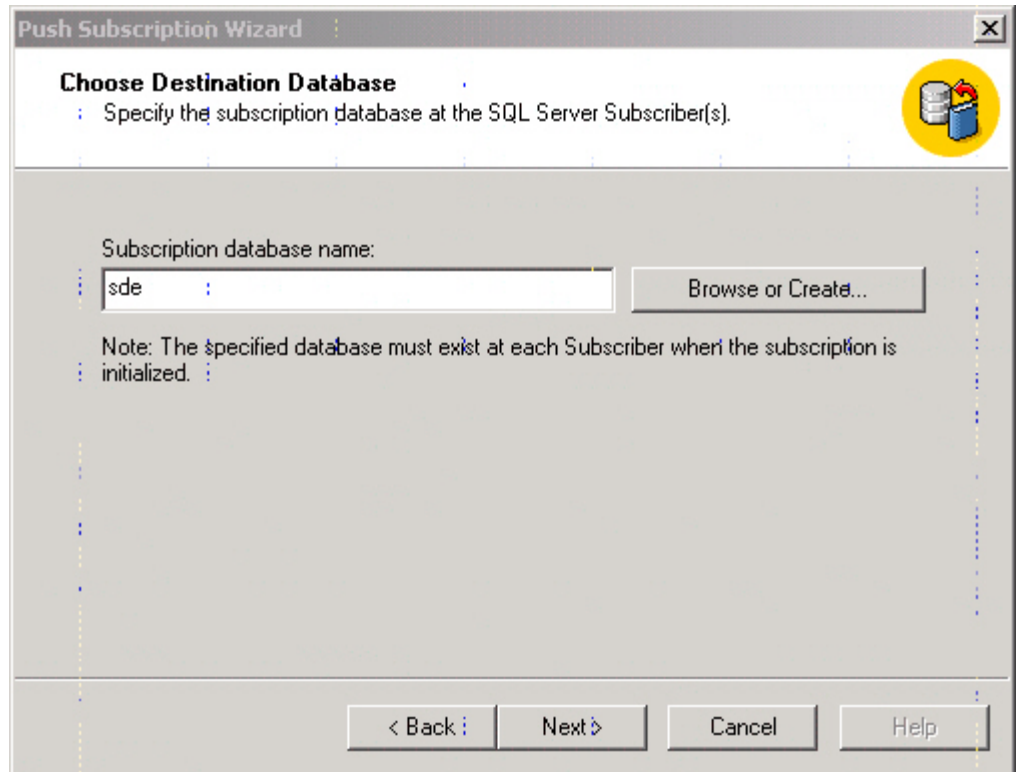 Push Subscription Wizard
Choose Destination Database
Specify the subscription database at the SQL Server Subscriber(s).
Subscription database name:
sde
Browse or Create...
Note: The specified database must exist at each Subscriber when the subscription is
initialized.
< Back
Next >
Cancel
Help